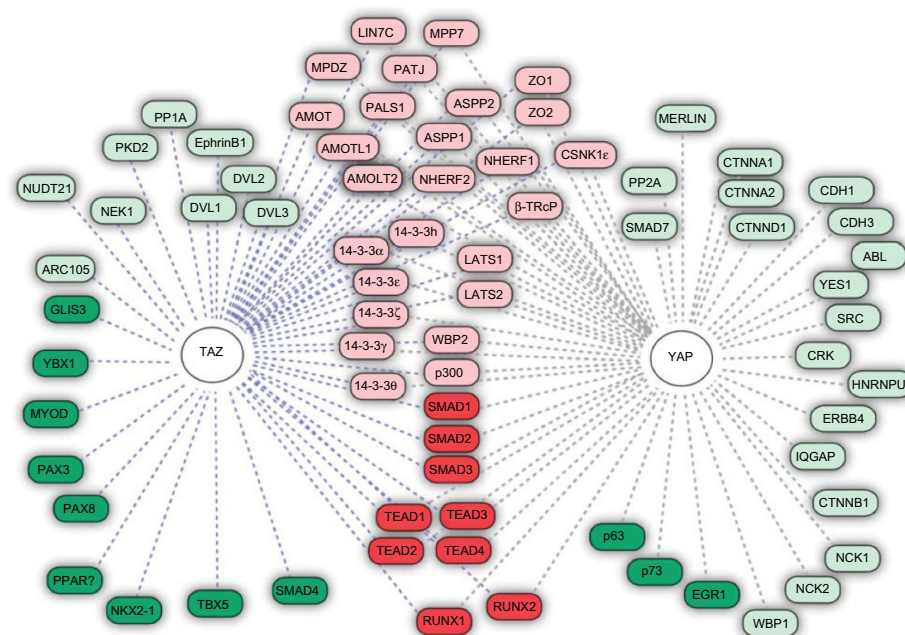 LIN7C
MPP7
MPDZ
PATJ
ZO1
PALS1
ASPP2
ZO2
PP1A
AMOT
MERLIN
PKD2
EphrinB1
AMOTL1
ASPP1
NHERF1
CSNK1ε
CTNNA1
NUDT21
DVL2
AMOLT2
NHERF2
PP2A
CTNNA2
CDH1
NEK1
DVL1
DVL3
β-TRcP
SMAD7
CTNND1
CDH3
14-3-3h
14-3-3α
LATS1
ABL
ARC105
14-3-3ε
LATS2
YES1
GLIS3
14-3-3ζ
SRC
YBX1
TAZ
14-3-3γ
WBP2
YAP
CRK
p300
14-3-3θ
HNRNPU
MYOD
SMAD1
ERBB4
SMAD2
PAX3
SMAD3
IQGAP
PAX8
TEAD1
TEAD3
CTNNB1
TEAD2
TEAD4
p63
NCK1
PPAR?
p73
NKX2-1
TBX5
SMAD4
EGR1
NCK2
RUNX1
RUNX2
WBP1